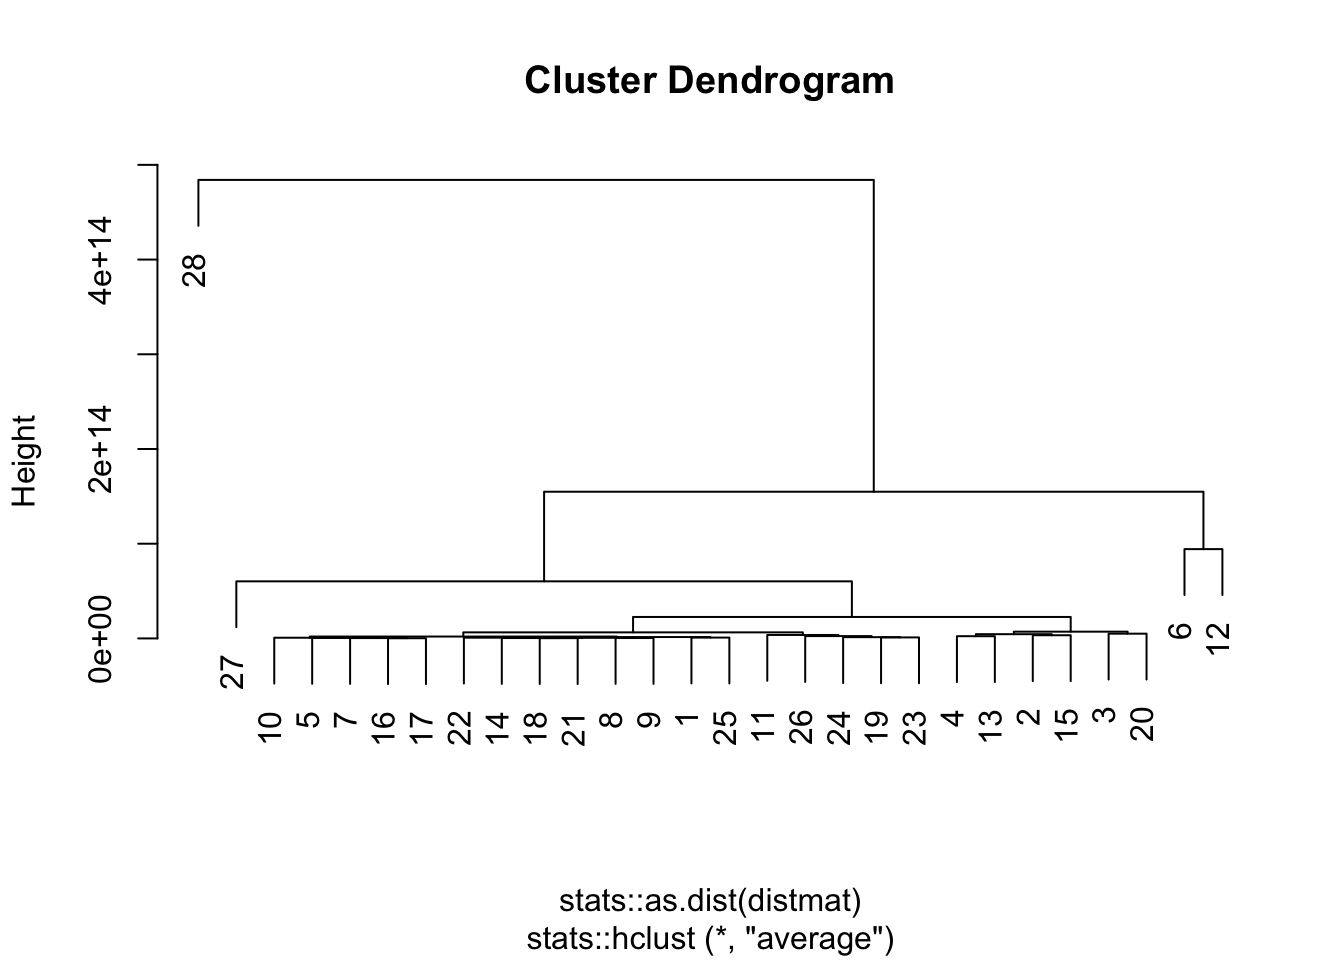 Cluster Dendrogram
Height
0e+00 2e+14 4e+14
28
27
10 5 7 16 17 22 14 18 21 8 9 1 25 11 26 24 19 23 4 13 2 15 3 20
6 12
stats::as.dist(distmat)
stats::hclust (*, "average")